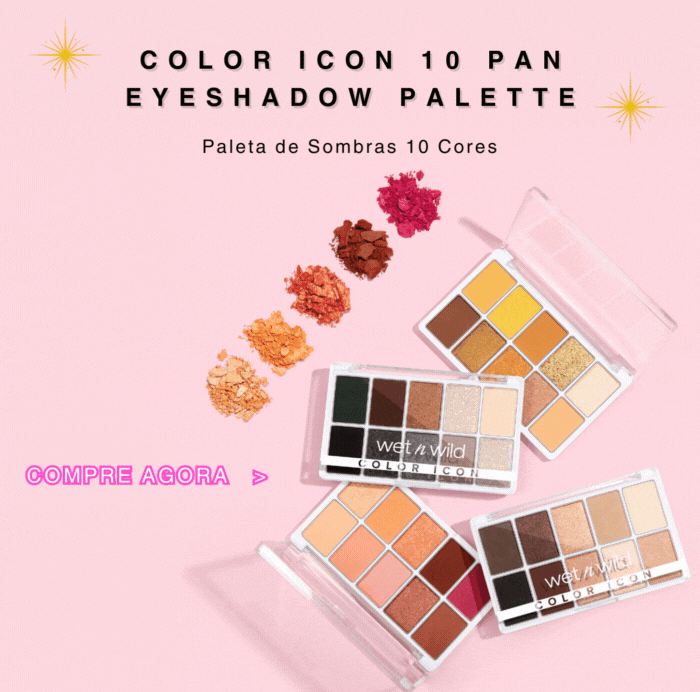 COLOR ICON 10 PAN
EYESHADOW PALETTE
Paleta de Sombras 10 Cores
wet n wild
COLOR ICON
COMPRE AGORA >
wet n wild
COLOR ICON